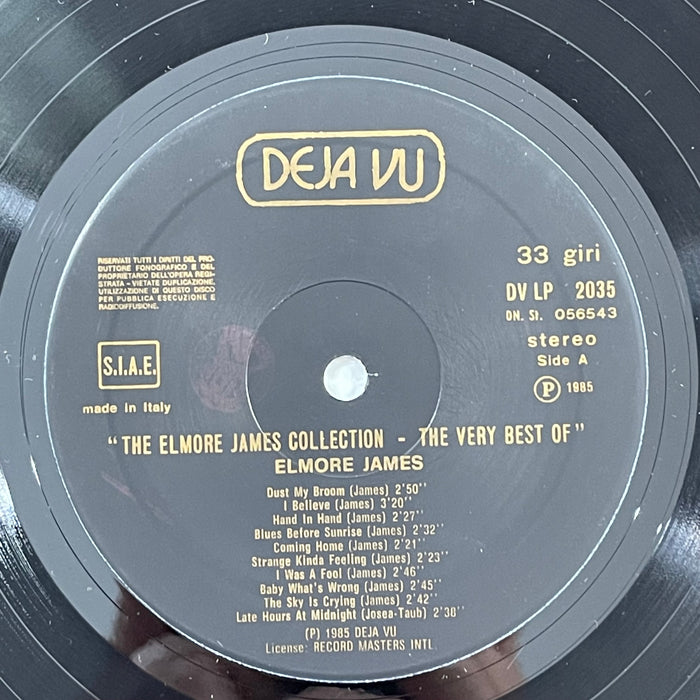 DEJA VU
RISERVATI TUTTI I DIRITTI DEL PRO-
DUTTORE FONOGRAFICO E DEL
PROPRIETARIO DELL'OPERA REGI-
STRATA - VIETATE DUPLICAZIONE,
UTILIZZAZIONE DI QUESTO DISCO
PER PUBBLICA ESECUZIONE E
RADIODIFFUSIONE.
33 giri
DV LP 2035
DN. St. 056543
stereo
Side A
P 1985
S.I.A.E.
made in Italy
"THE ELMORE JAMES COLLECTION - THE VERY BEST OF"
ELMORE JAMES
Dust My Broom (James) 2'50''
I Believe (James) 3'20''
Hand In Hand (James) 2'27''
Blues Before Sunrise (James) 2'32''
Coming Home (James) 2'21''
Strange Kinda Feeling (James) 2'23''
I Was A Fool (James) 2'46''
Baby What's Wrong (James) 2'45''
The Sky Is Crying (James) 2'42''
Late Hours At Midnight (Josea-Taub) 2'38''
(P) 1985 DEJA VU
License: RECORD MASTERS INTL